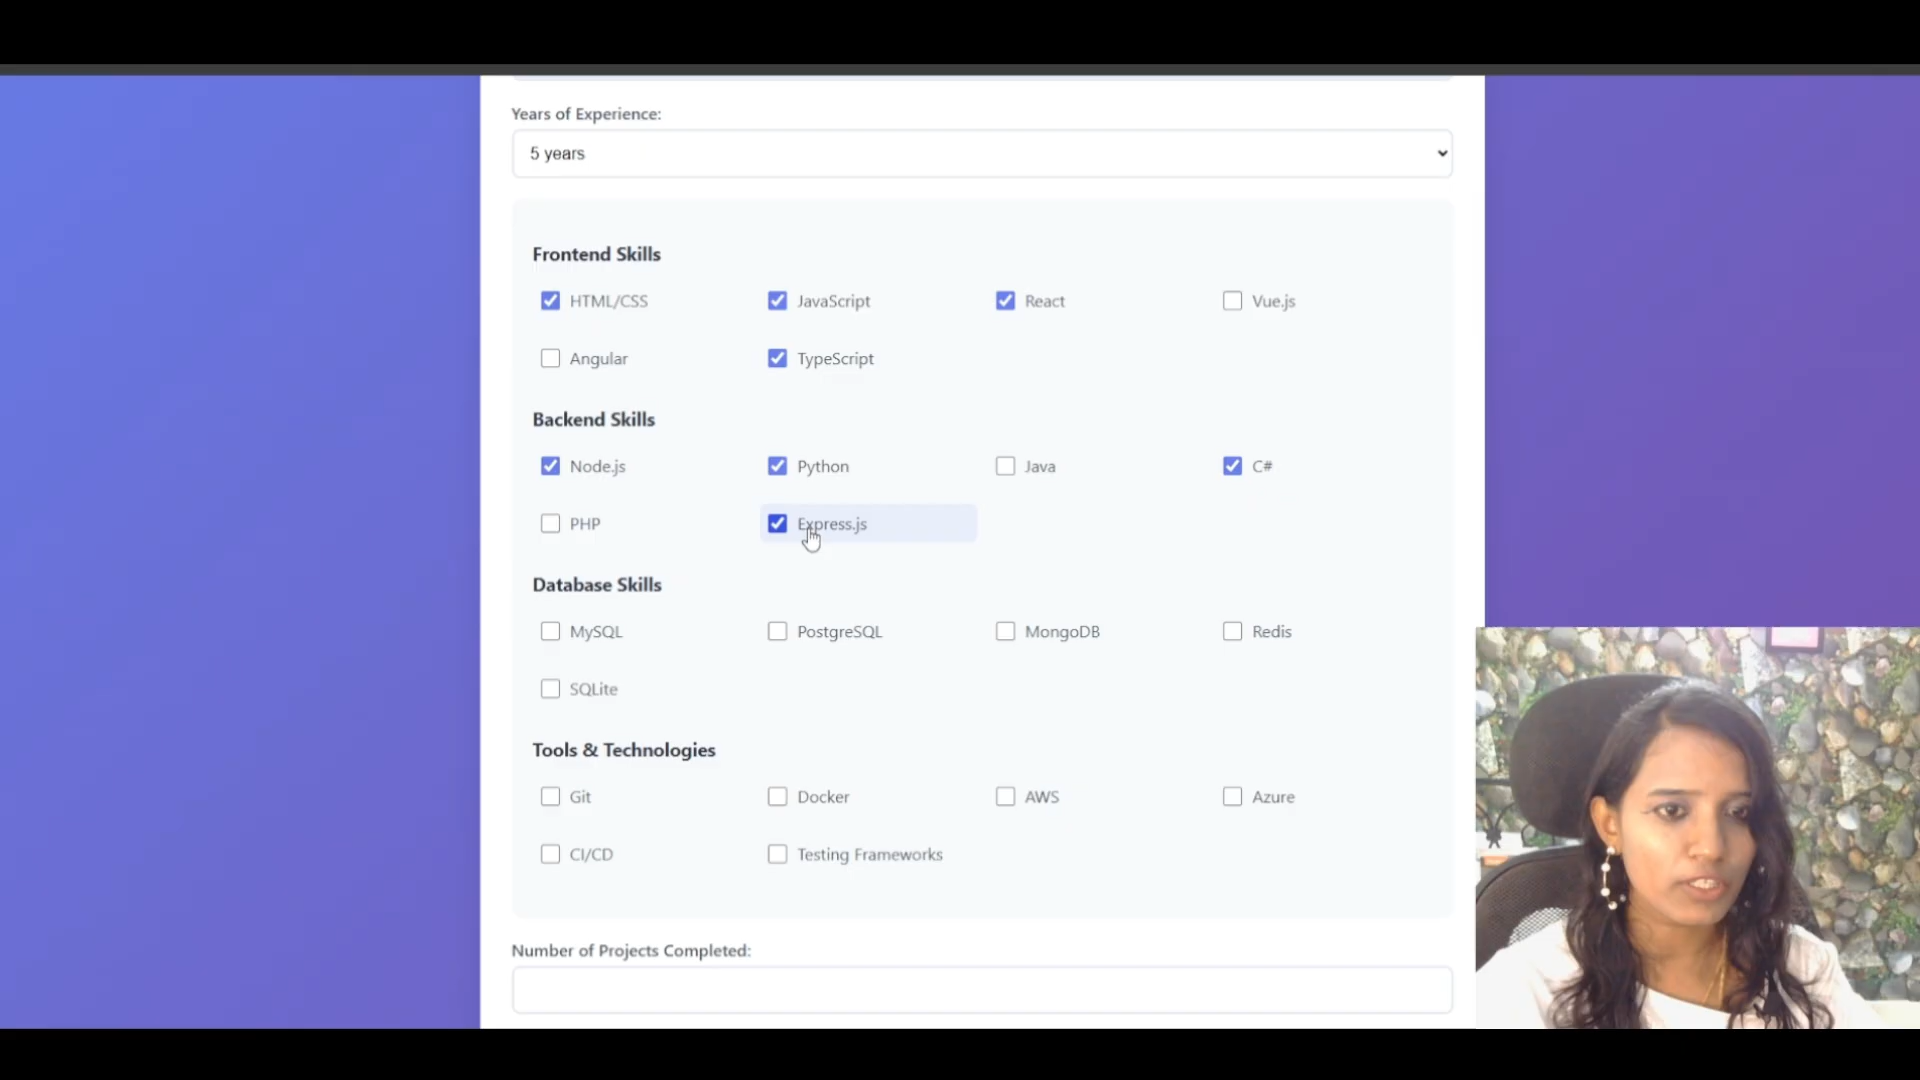 Years of Experience:
5 years
Frontend Skills
HTML/CSS JavaScript React Vue.js
Angular TypeScript
Backend Skills
Node.js Python Java C#
PHP Express.js
Database Skills
MySQL PostgreSQL MongoDB Redis
SQLite
Tools & Technologies
Git Docker AWS Azure
CI/CD Testing Frameworks
Number of Projects Completed: